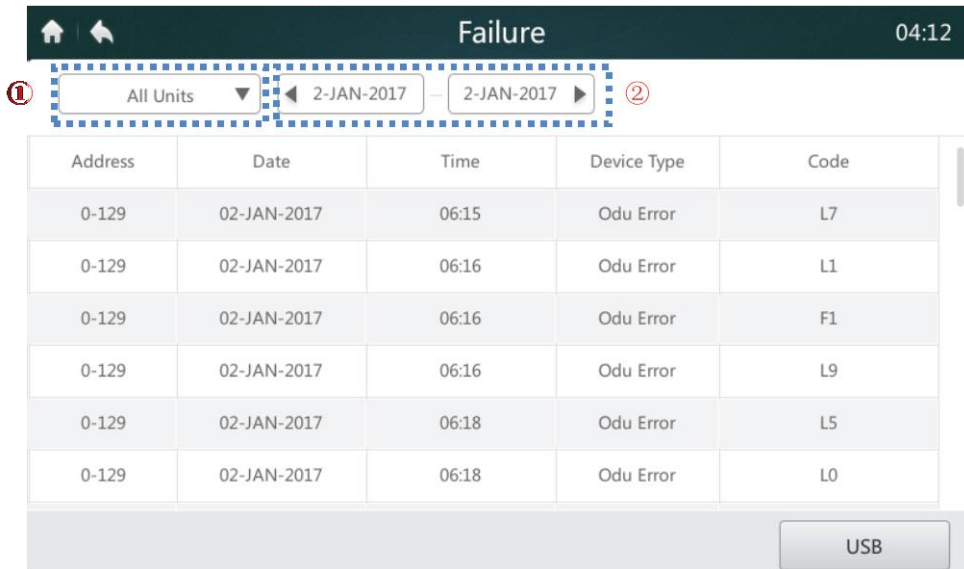 Failure 04:12
① All Units 2-JAN-2017 – 2-JAN-2017 ②
Address Date Time Device Type Code
0-129 02-JAN-2017 06:15 Odu Error L7
0-129 02-JAN-2017 06:16 Odu Error L1
0-129 02-JAN-2017 06:16 Odu Error F1
0-129 02-JAN-2017 06:16 Odu Error L9
0-129 02-JAN-2017 06:18 Odu Error L5
0-129 02-JAN-2017 06:18 Odu Error L0
USB